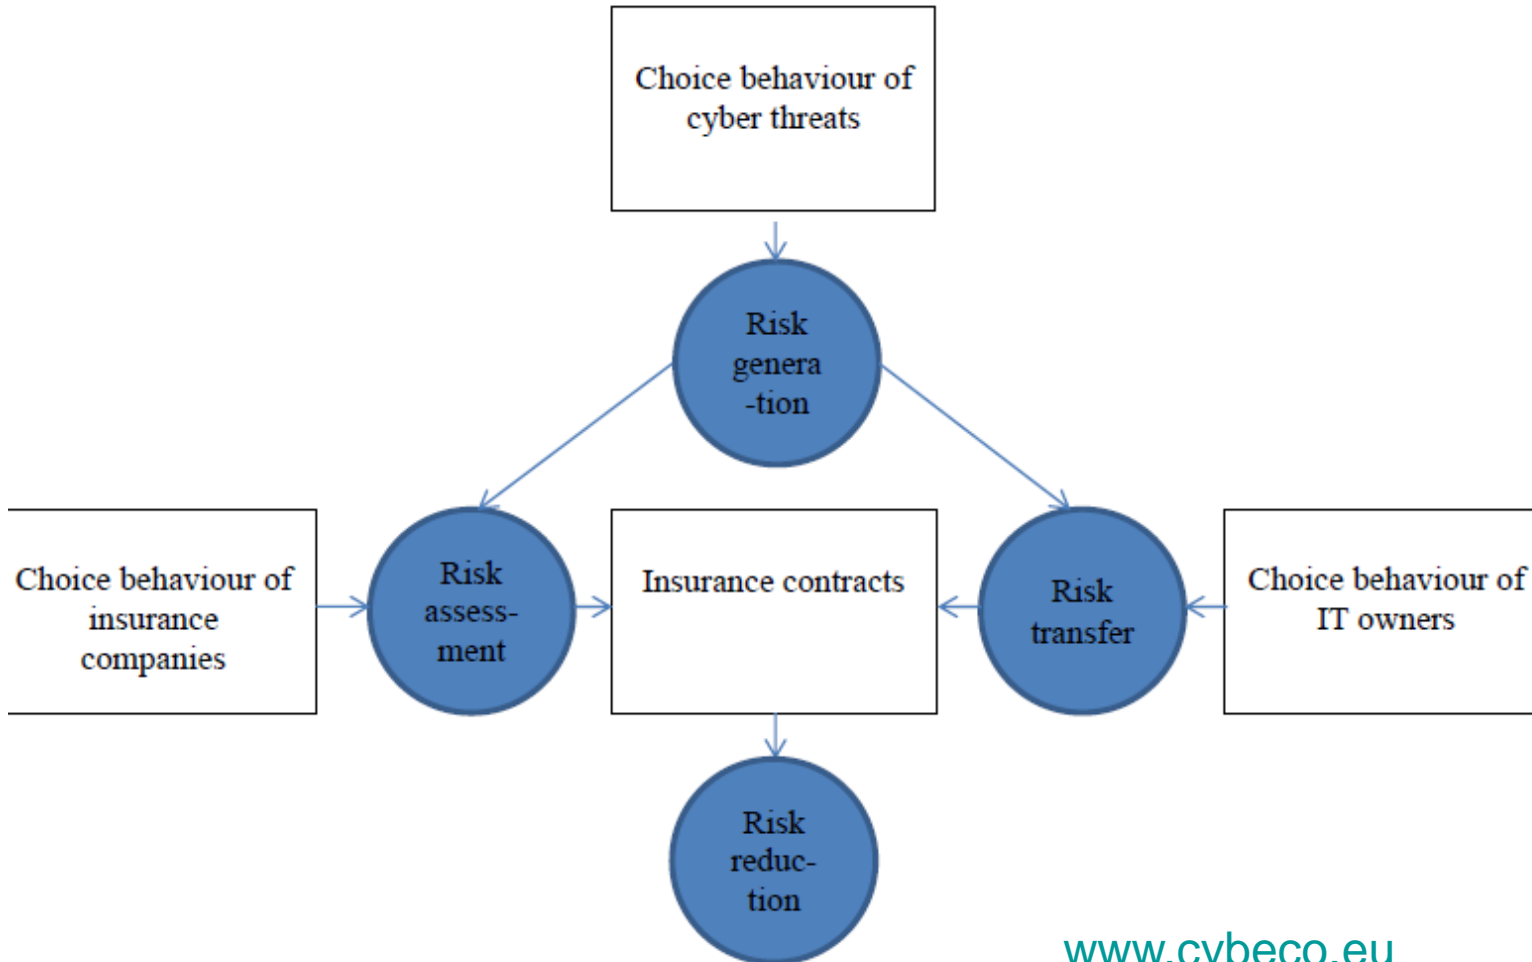 Choice behaviour of
cyber threats
Risk
genera
-tion
Choice behaviour of
insurance
companies
Risk
assess-
ment
Insurance contracts
Risk
transfer
Choice behaviour of
IT owners
Risk
reduc-
tion
www.cybeco.eu